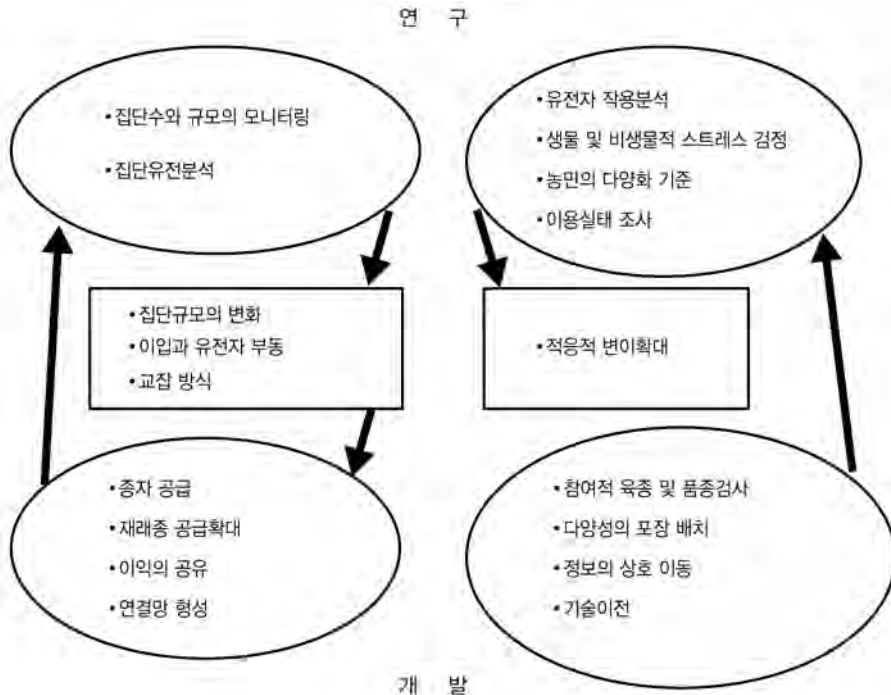 연 구
•집단수와 규모의 모니터링
•집단유전분석
•유전자 작용분석
•생물 및 비생물적 스트레스 검정
•농민의 다양화 기준
•이용실태 조사
•집단규모의 변화
•이입과 유전자 부동
•교잡 방식
•적응적 변이확대
•종자 공급
•재래종 공급확대
•이익의 공유
•연결망 형성
•참여적 육종 및 품종검사
•다양성의 포장 배치
•정보의 상호 이동
•기술이전
개 발